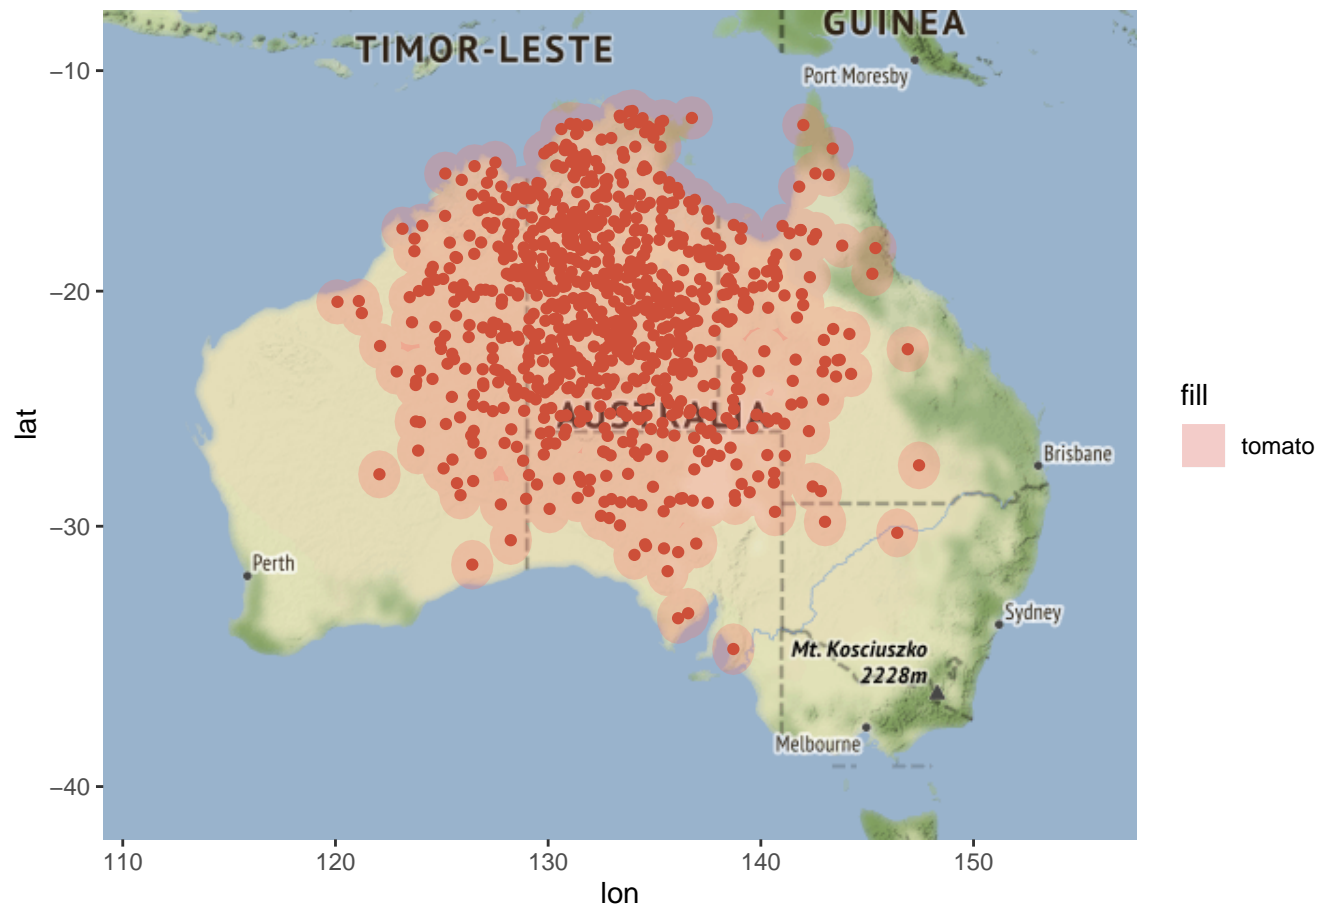 GUINEA
TIMOR-LESTE
Port Moresby
−10
−20
AUSTRALIA
Brisbane
−30
Perth
Sydney
Mt. Kosciuszko
2228m
Melbourne
−40
110 120 130 140 150
lon
lat
fill
tomato